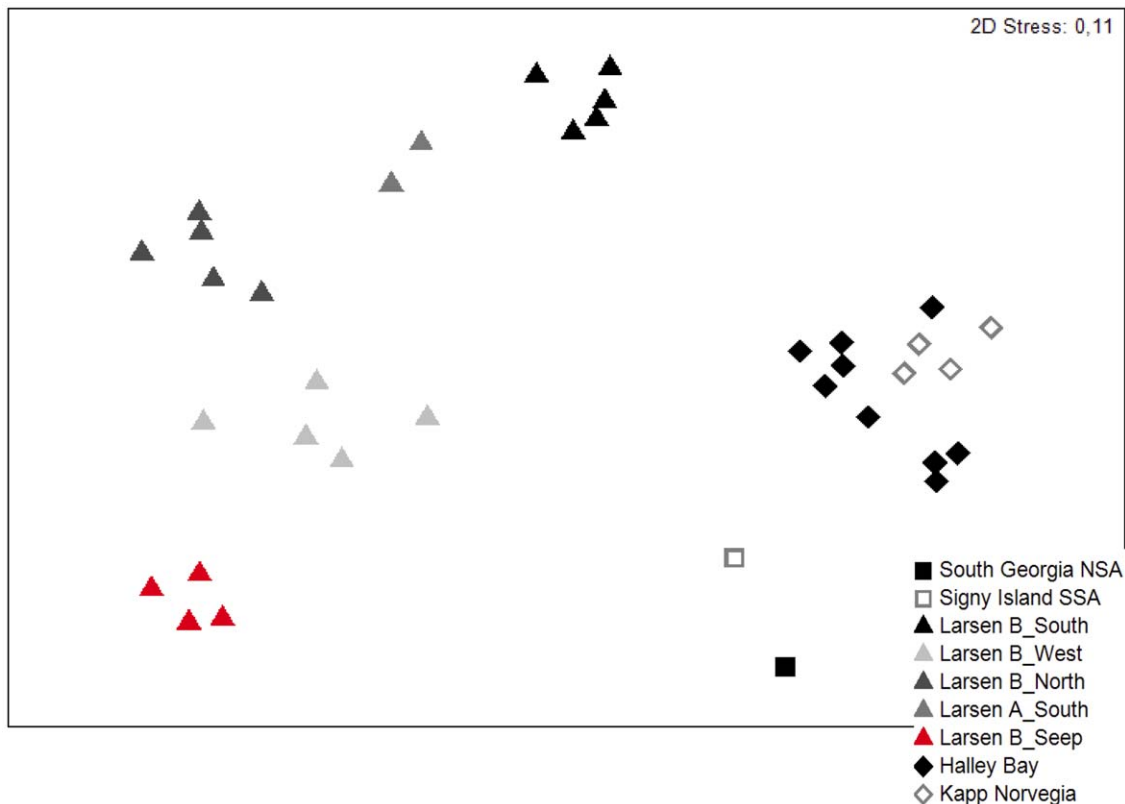 2D Stress: 0,11
South Georgia NSA
Signy Island SSA
Larsen B_South
Larsen B_West
Larsen B_North
Larsen A_South
Larsen B_Seep
Halley Bay
Kapp Norvegia